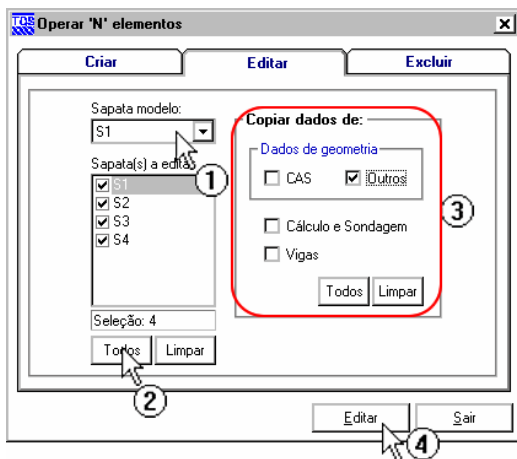 TQS Operar 'N' elementos
Criar Editar Excluir
Sapata modelo:
S1
1
Sapata(s) a edita
S1
S2
S3
S4
Seleção: 4
Todos Limpar
2
Copiar dados de:
Dados de geometria
CAS Outros
Cálculo e Sondagem
Vigas
Todos Limpar
3
Editar Sair
4